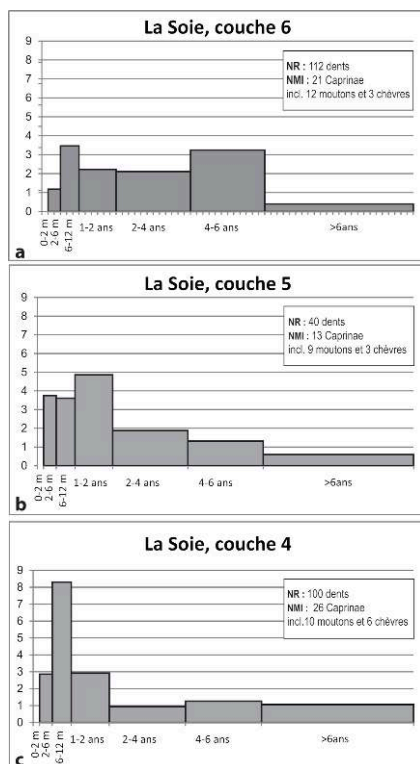 La Soie, couche 6
9
8
7
6
5
4
3
2
1
0
NR : 112 dents
NMI : 21 Caprinae
incl. 12 moutons et 3 chèvres
0-2 m
2-6 m
6-12 m
1-2 ans
2-4 ans
4-6 ans
>6ans
a
La Soie, couche 5
9
8
7
6
5
4
3
2
1
0
NR : 40 dents
NMI : 13 Caprinae
incl. 9 moutons et 3 chèvres
0-2 m
2-6 m
6-12 m
1-2 ans
2-4 ans
4-6 ans
>6ans
b
La Soie, couche 4
9
8
7
6
5
4
3
2
1
0
NR : 100 dents
NMI : 26 Caprinae
incl.10 moutons et 6 chèvres
0-2 m
2-6 m
6-12 m
1-2 ans
2-4 ans
4-6 ans
>6ans
c